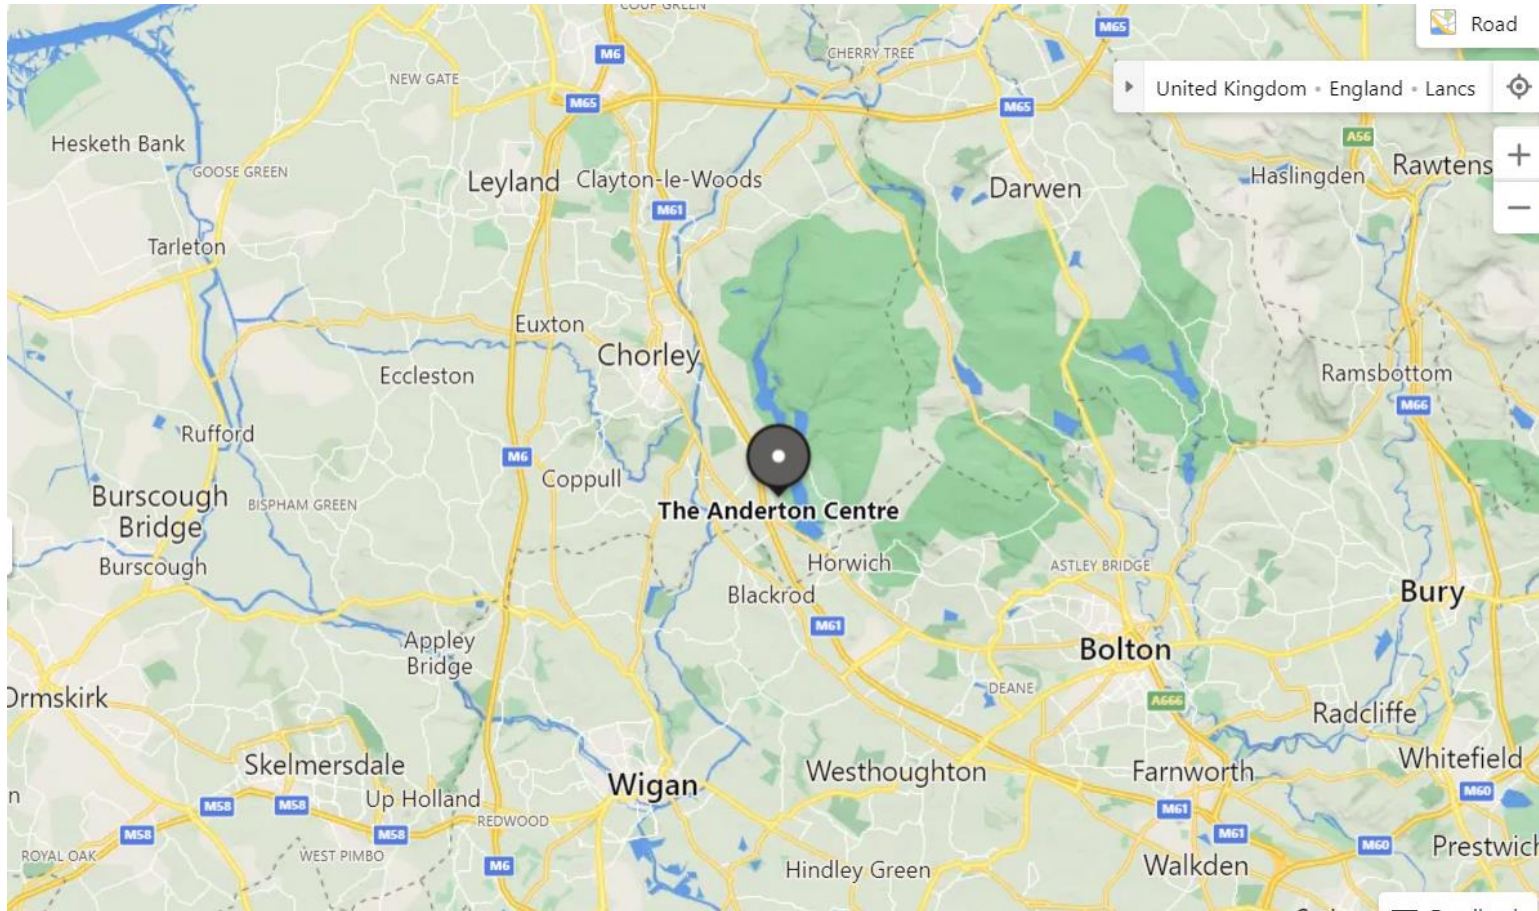 COUP GREEN
M65
Road
M6
CHERRY TREE
NEW GATE
United Kingdom • England • Lancs
M65
M65
A56
Hesketh Bank
GOOSE GREEN
Leyland
Clayton-le-Woods
Darwen
Haslingden
Rawtens
M61
Tarleton
Euxton
Chorley
Eccleston
Ramsbottom
M66
Rufford
M6
Coppull
Burscough
Bridge
BISPHAM GREEN
The Anderton Centre
Burscough
Horwich
ASTLEY BRIDGE
Blackrod
Bury
M61
Appley
Bridge
Bolton
Ormskirk
DEANE
A666
Radcliffe
Skelmersdale
Wigan
Westhoughton
Farnworth
Whitefield
n
Up Holland
M58
M58
M60
M61
REDWOOD
M58
M58
M61
M60
Prestwich
ROYAL OAK
WEST PIMBO
M6
Hindley Green
Walkden